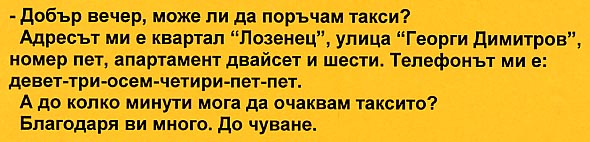 - Добър вечер, може ли да поръчам такси?
Адресът ми е квартал “Лозенец”, улица “Георги Димитров”,
номер пет, апартамент двайсет и шести. Телефонът ми е:
девет-три-осем-четири-пет-пет.
А до колко минути мога да очаквам таксито?
Благодаря ви много. До чуване.